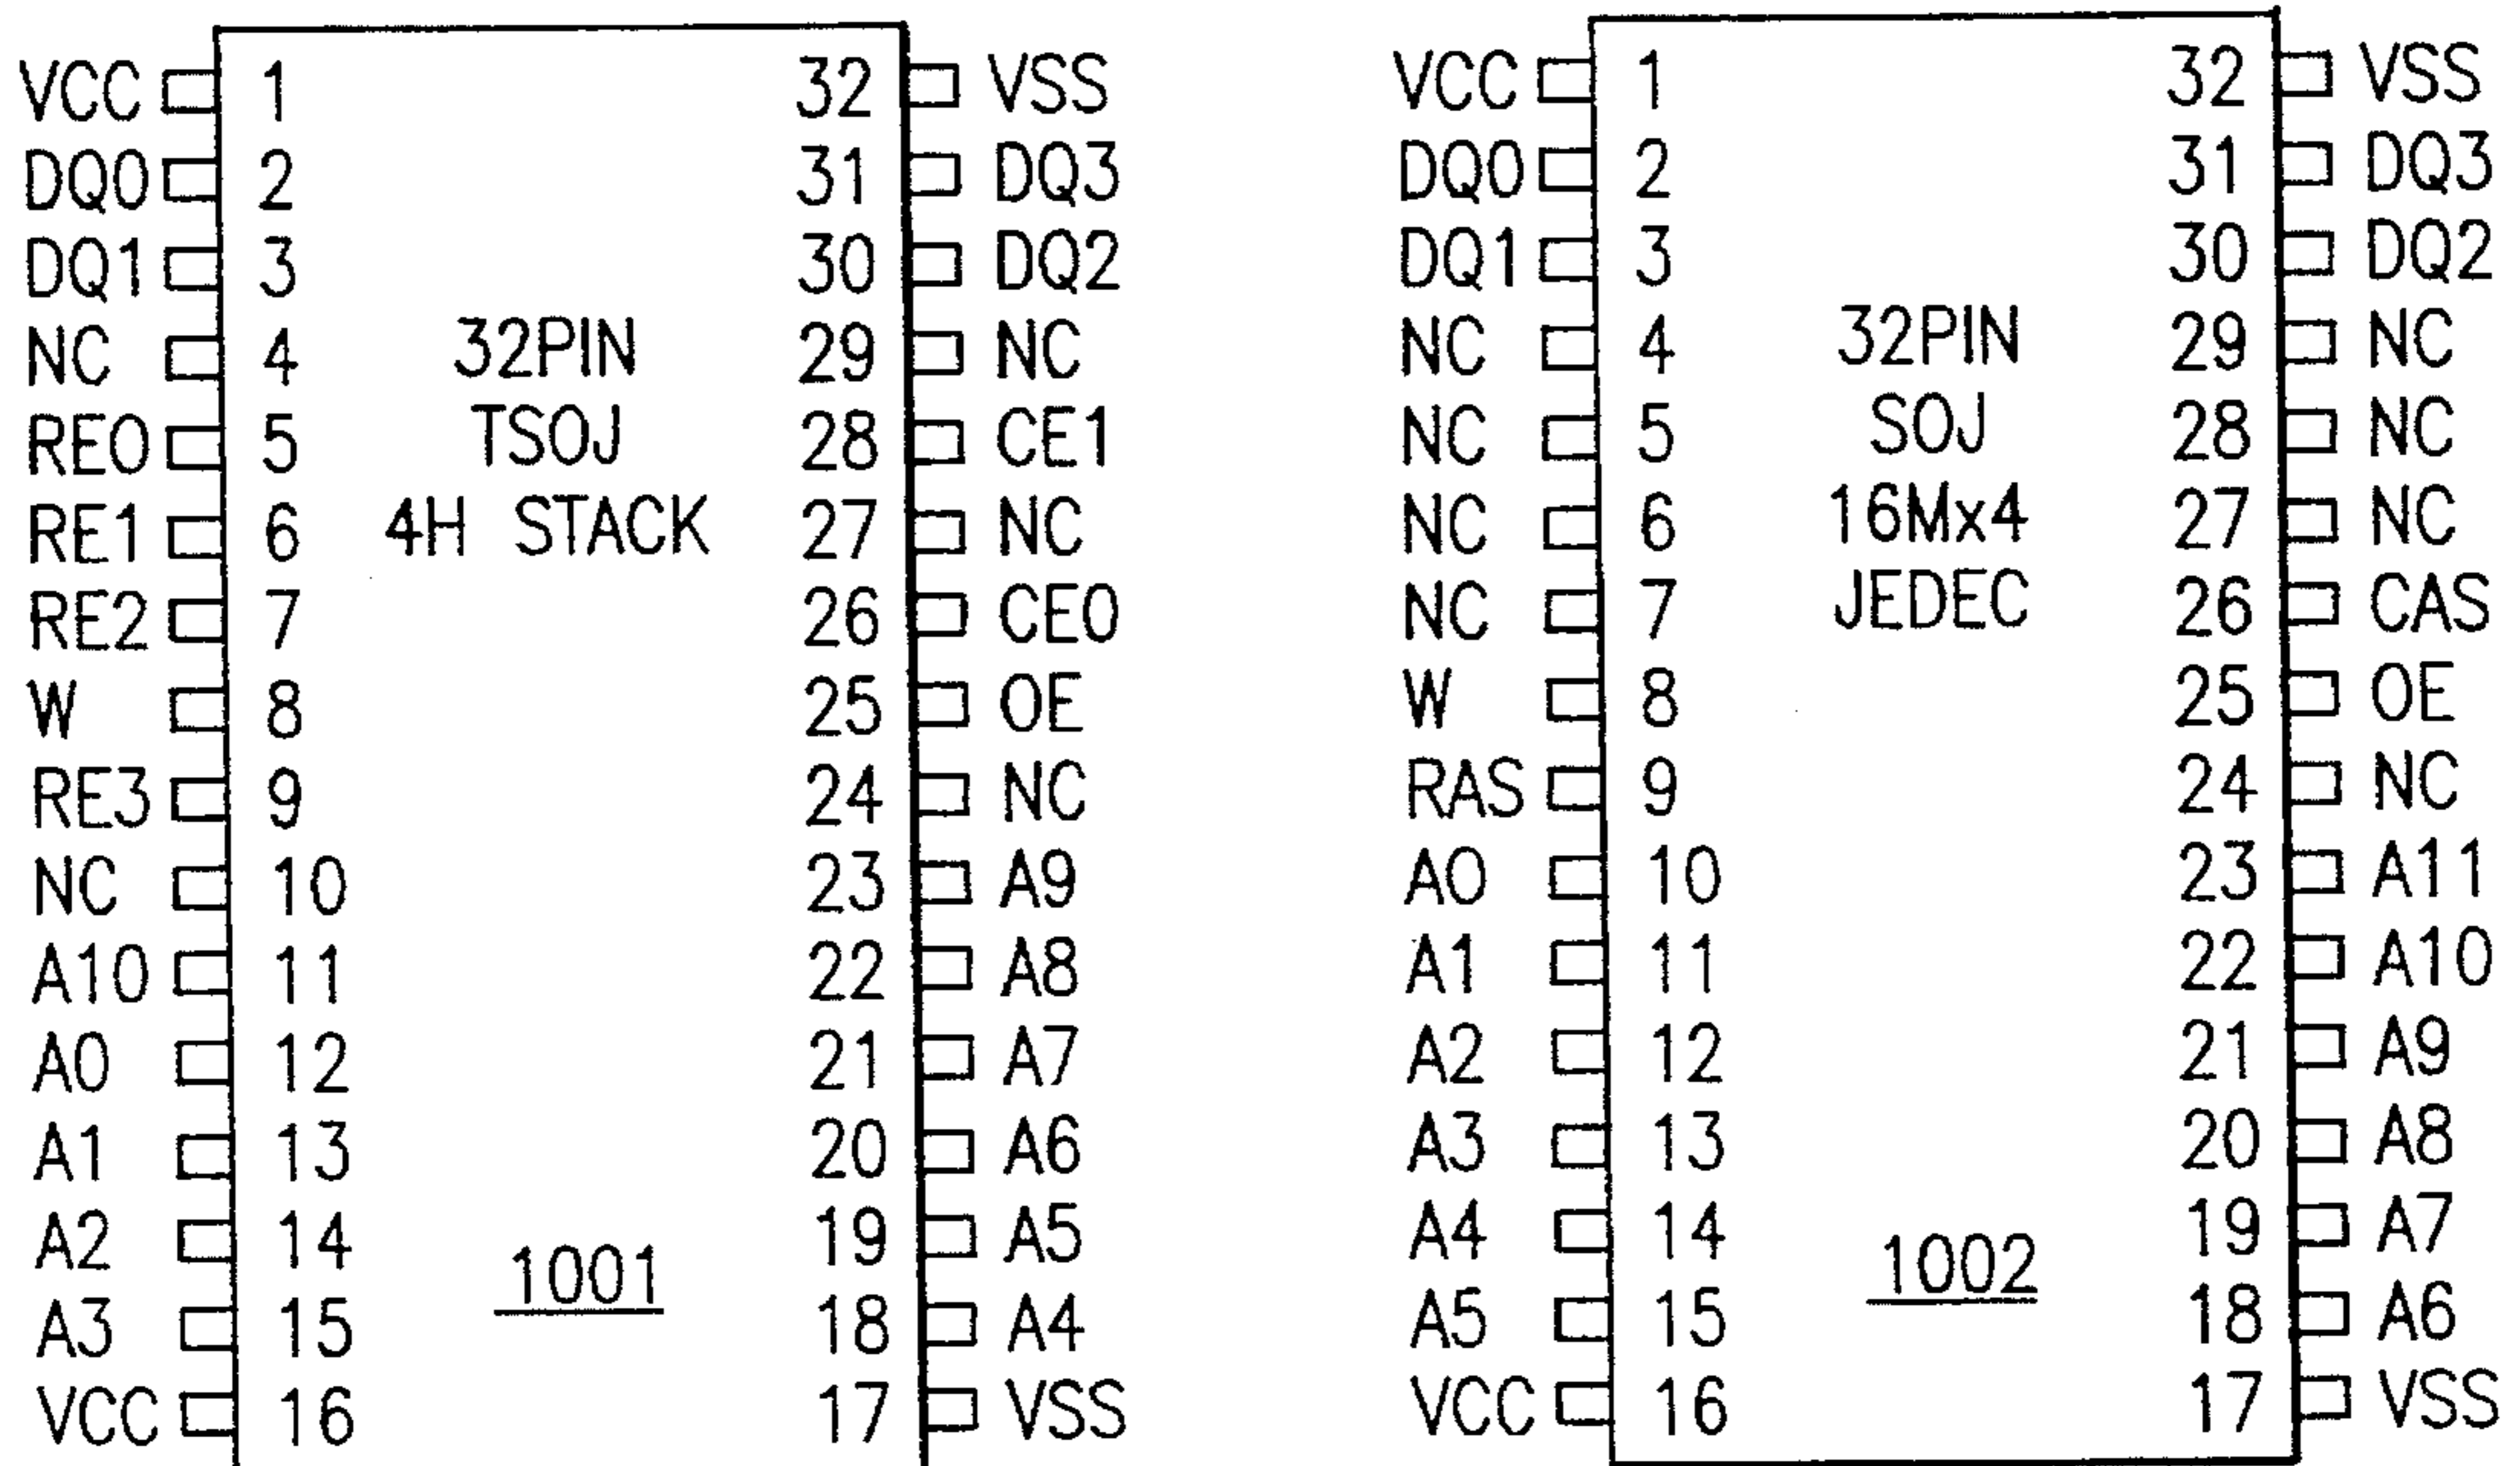 VCC 1 32 VSS
DQ0 2 31 DQ3
DQ1 3 30 DQ2
NC 4 32PIN 29 NC
RE0 5 TSOJ 28 CE1
RE1 6 4H STACK 27 NC
RE2 7 26 CE0
W 8 25 OE
RE3 9 24 NC
NC 10 23 A9
A10 11 22 A8
A0 12 21 A7
A1 13 20 A6
A2 14 1001 19 A5
A3 15 18 A4
VCC 16 17 VSS
VCC 1 32 VSS
DQ0 2 31 DQ3
DQ1 3 30 DQ2
NC 4 32PIN 29 NC
NC 5 SOJ 28 NC
NC 6 16Mx4 27 NC
NC 7 JEDEC 26 CAS
W 8 25 OE
RAS 9 24 NC
A0 10 23 A11
A1 11 22 A10
A2 12 21 A9
A3 13 20 A8
A4 14 1002 19 A7
A5 15 18 A6
VCC 16 17 VSS